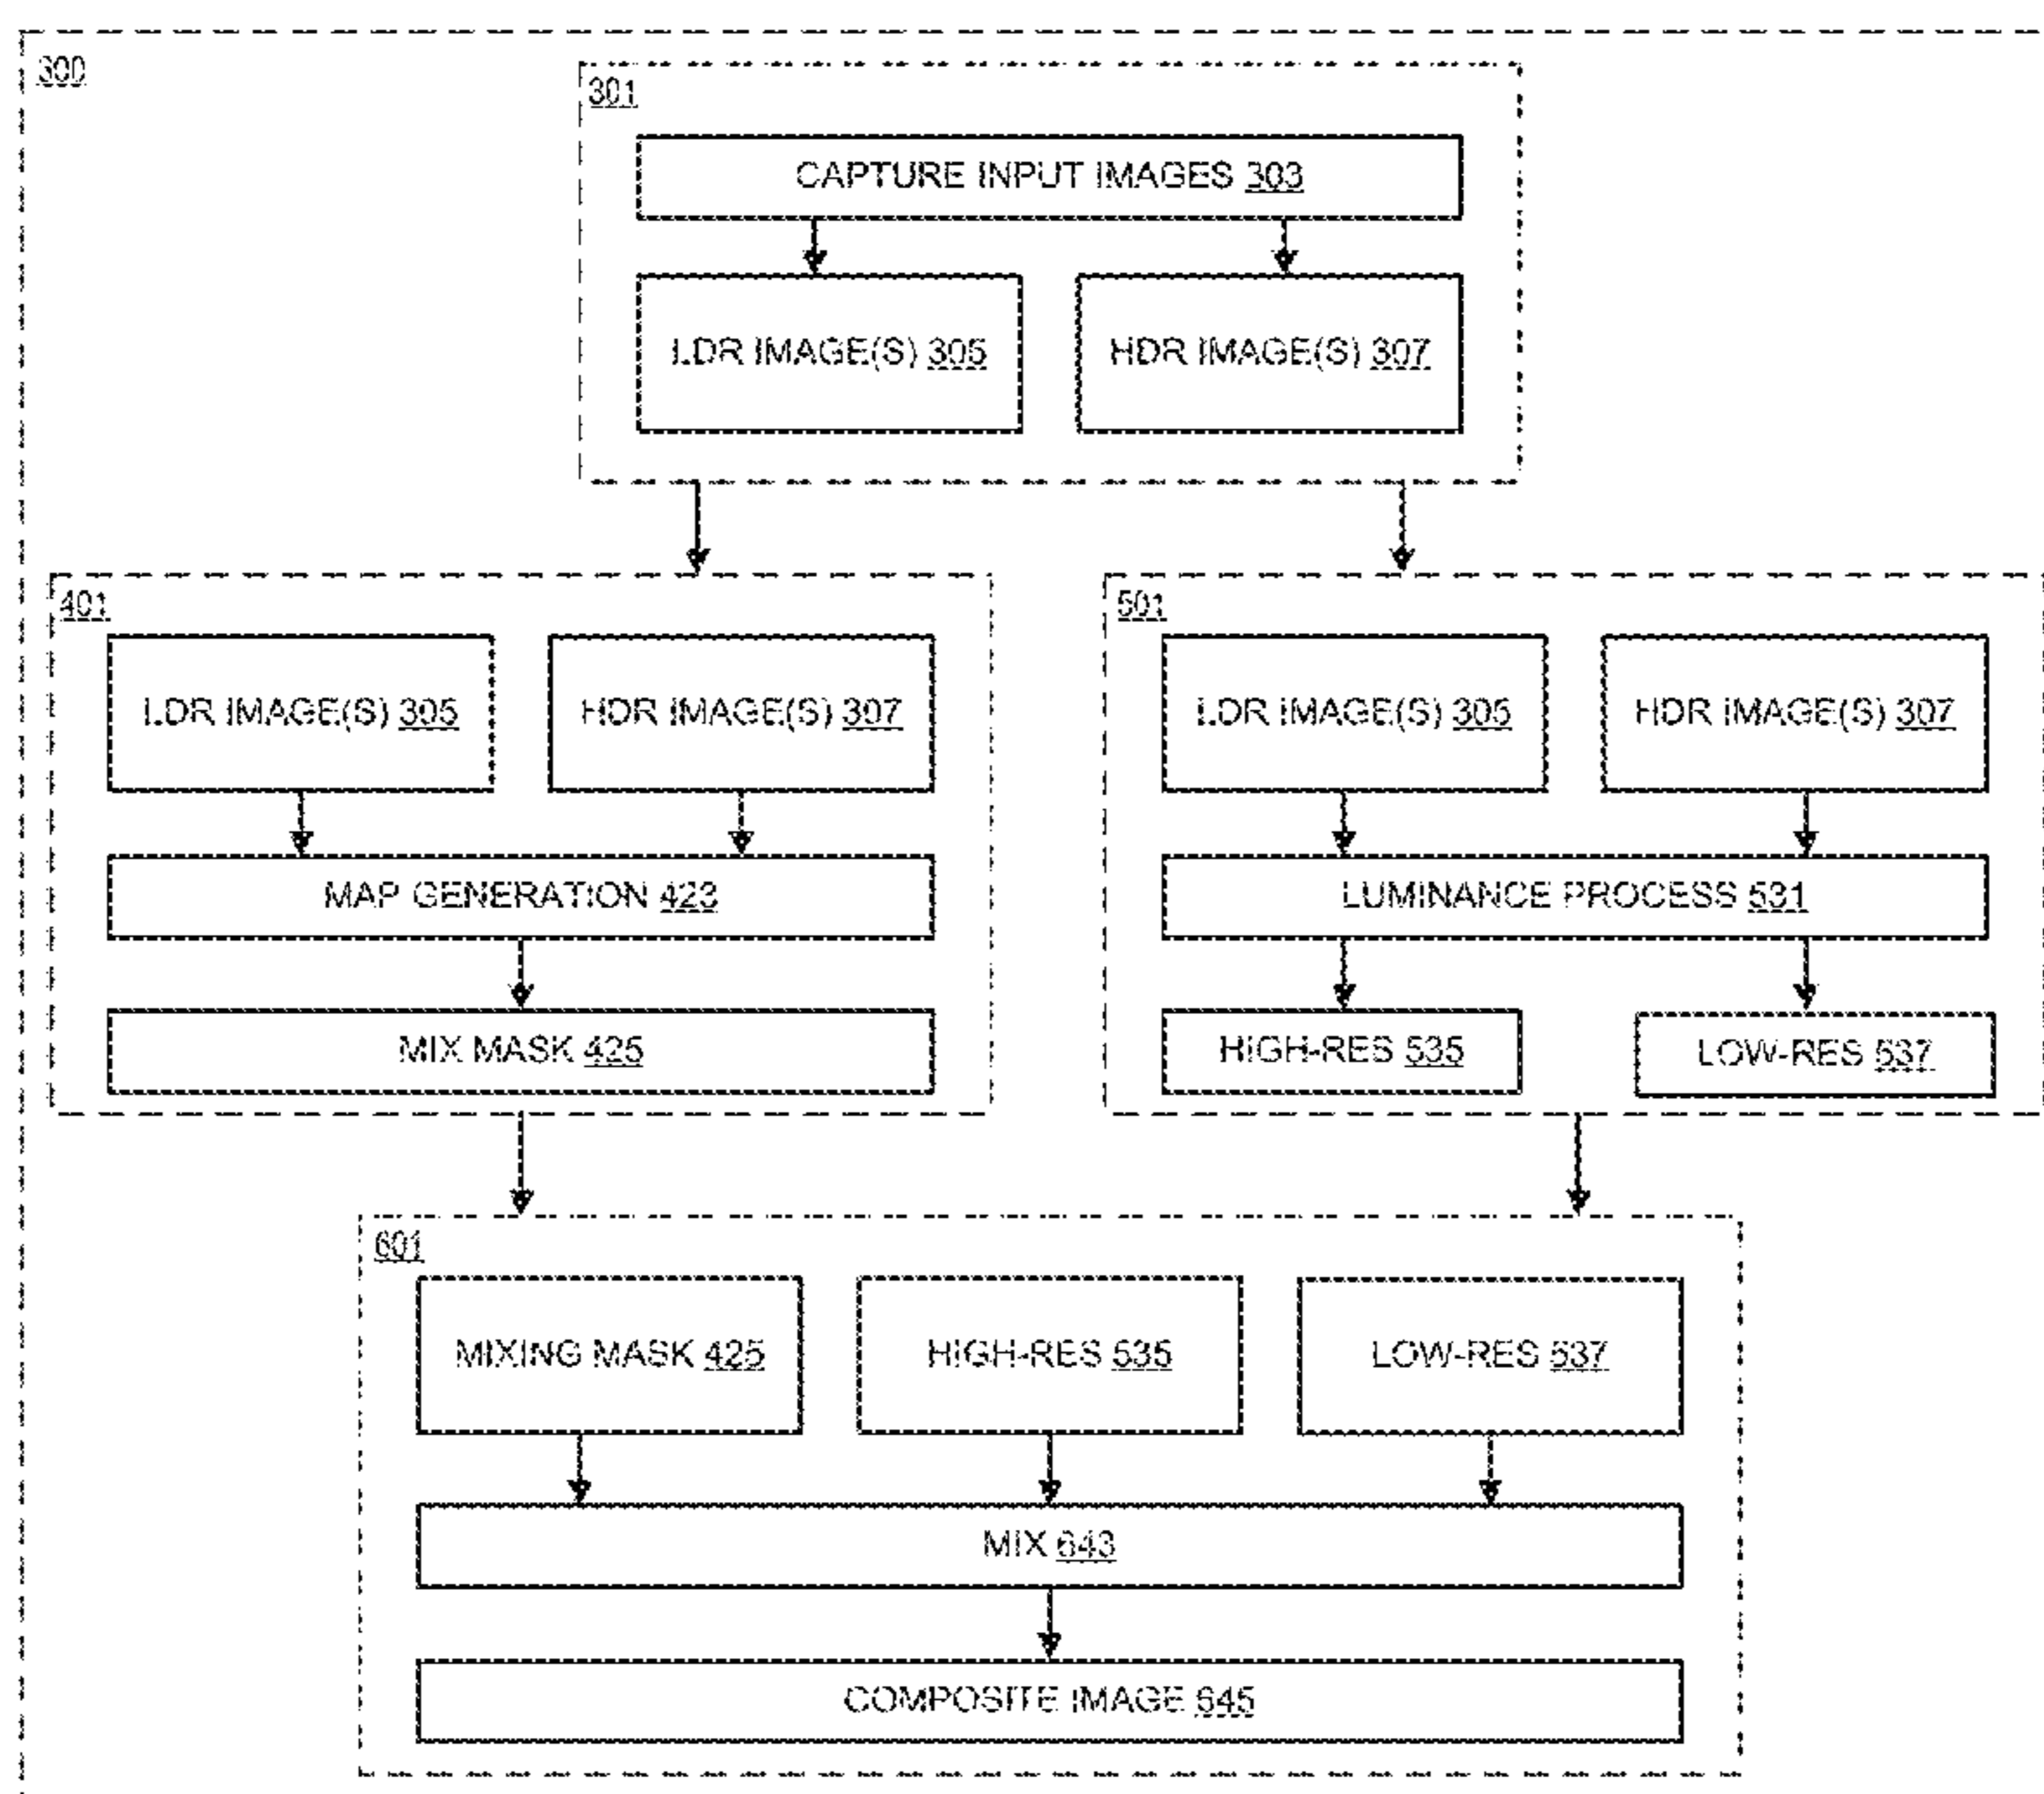 300
301
CAPTURE INPUT IMAGES 303
LDR IMAGE(S) 305
HDR IMAGE(S) 307
401
LDR IMAGE(S) 305
HDR IMAGE(S) 307
MAP GENERATION 423
MIX MASK 425
501
LDR IMAGE(S) 305
HDR IMAGE(S) 307
LUMINANCE PROCESS 531
HIGH-RES 535
LOW-RES 537
601
MIXING MASK 425
HIGH-RES 535
LOW-RES 537
MIX 643
COMPOSITE IMAGE 645